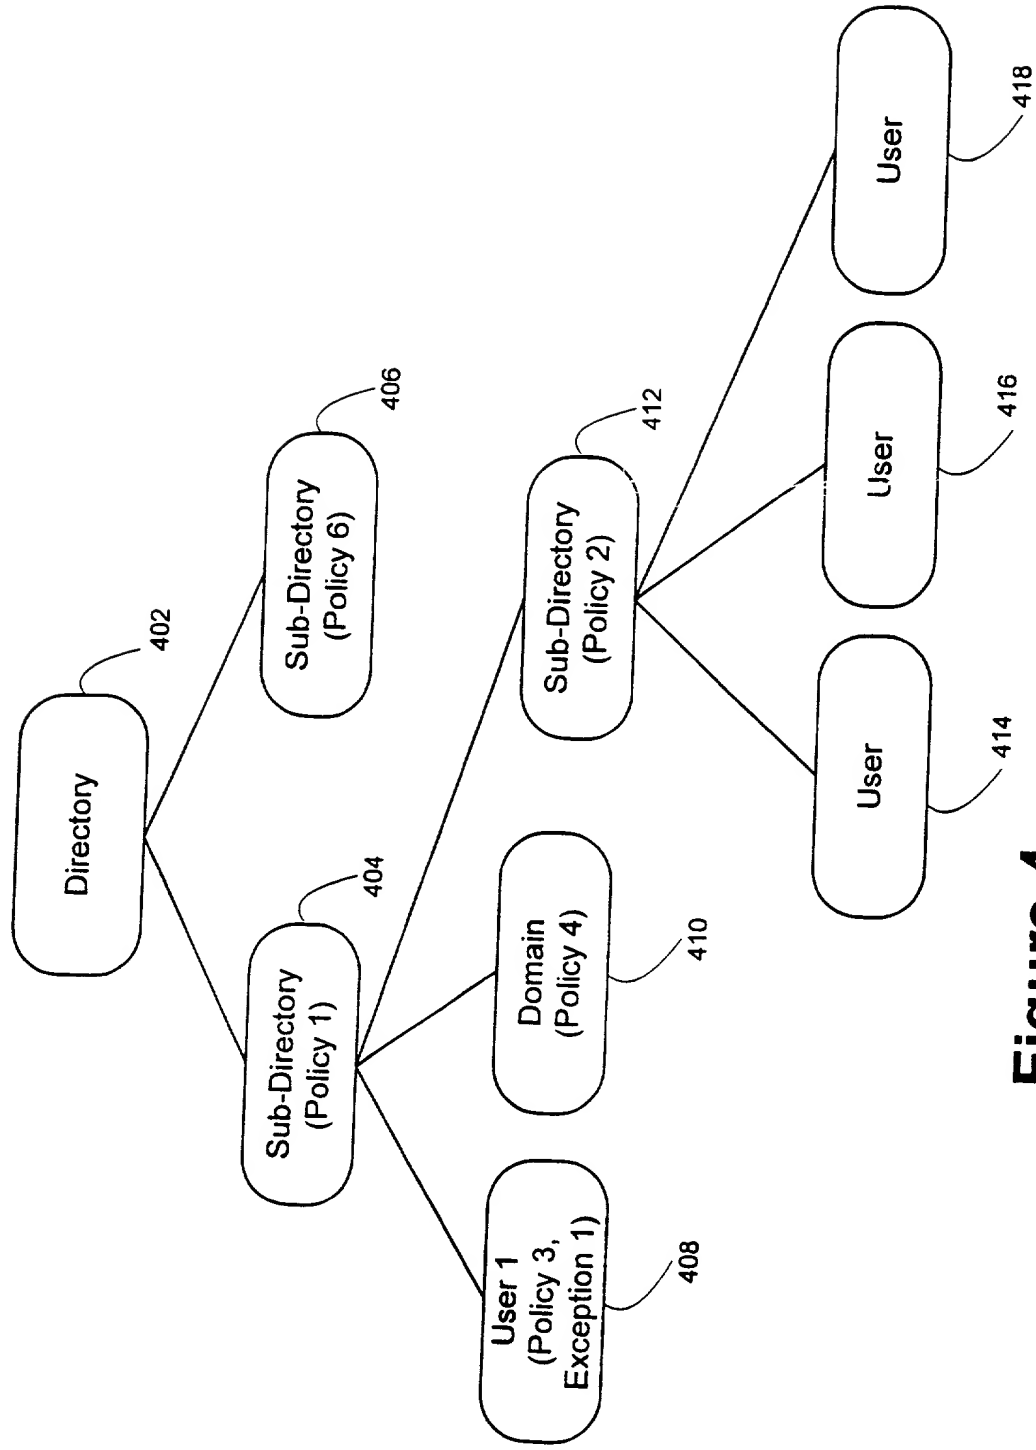 Directory
402
Sub-Directory
(Policy 1)
404
Sub-Directory
(Policy 6)
406
User 1
(Policy 3,
Exception 1)
408
Domain
(Policy 4)
410
Sub-Directory
(Policy 2)
412
User
414
User
416
User
418
Figure 4